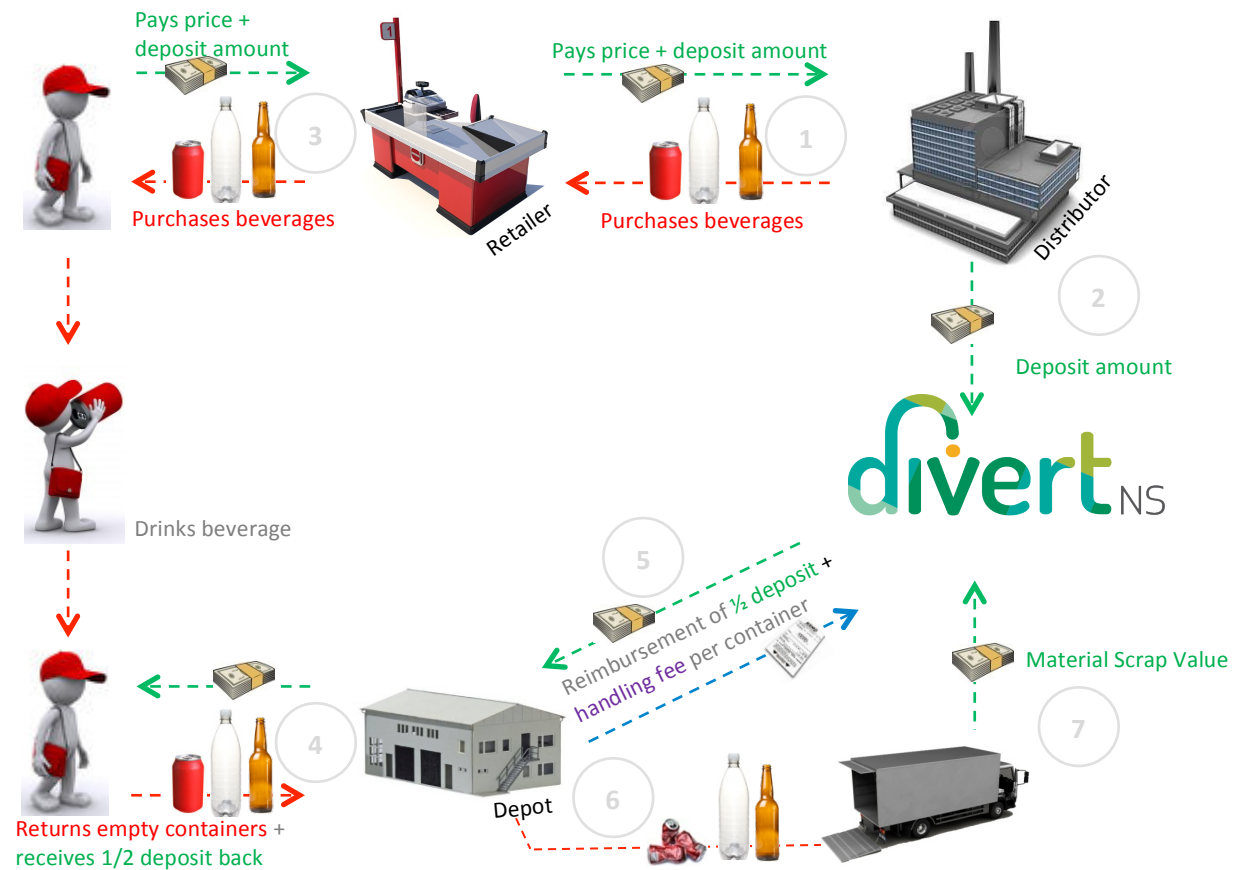 Pays price +
deposit amount
3
Purchases beverages
1
Retailer
Pays price + deposit amount
1
Purchases beverages
Distributor
2
Deposit amount
divert NS
Drinks beverage
5
Reimbursement of ½ deposit +
handling fee per container
Material Scrap Value
7
4
Depot
6
Returns empty containers +
receives 1/2 deposit back